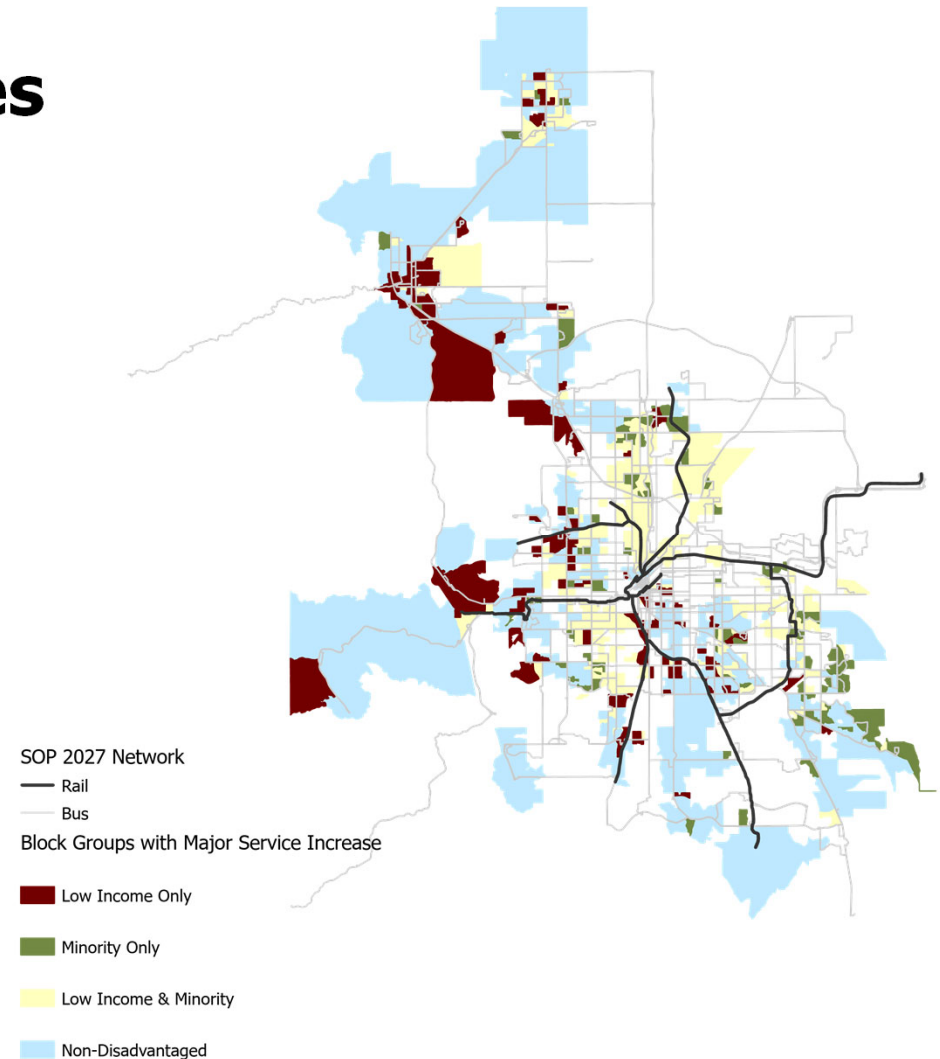 es
SOP 2027 Network
Rail
Bus
Block Groups with Major Service Increase
Low Income Only
Minority Only
Low Income & Minority
Non-Disadvantaged